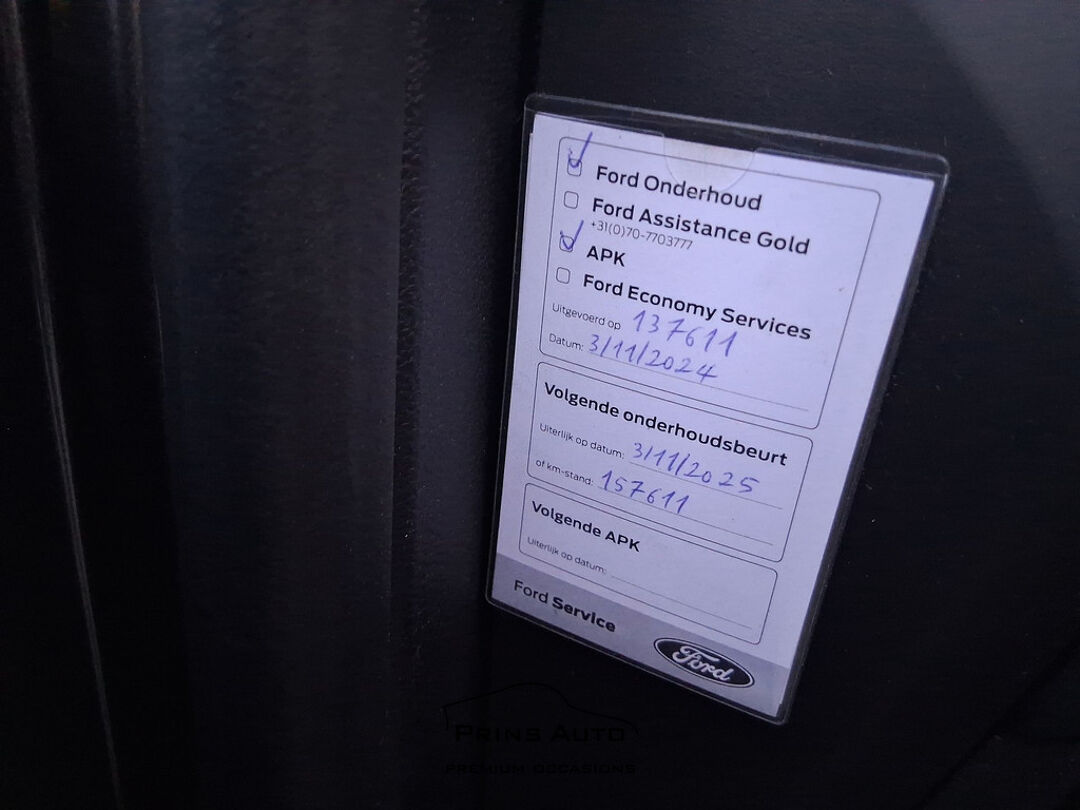 Ford Onderhoud
Ford Assistance Gold
+31(0)70-7703777
APK
Ford Economy Services
Uitgevoerd op 137611
Datum: 3/11/2024
Volgende onderhoudsbeurt
Uiterlijk op datum: 3/11/2025
of km-stand: 157611
Volgende APK
Uiterlijk op datum:
Ford Service
Ford
PRINS AUTO
PREMIUM OCCASIONS